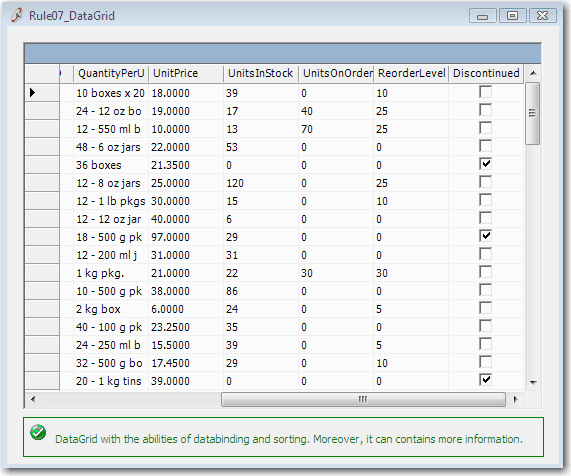 Rule07_DataGrid
QuantityPerU UnitPrice UnitsInStock UnitsOnOrder ReorderLevel Discontinued
10 boxes x 20 18.0000 39 0 10
24 - 12 oz bo 19.0000 17 40 25
12 - 550 ml b 10.0000 13 70 25
48 - 6 oz jars 22.0000 53 0 0
36 boxes 21.3500 0 0 0
12 - 8 oz jars 25.0000 120 0 25
12 - 1 lb pkgs 30.0000 15 0 10
12 - 12 oz jar 40.0000 6 0 0
18 - 500 g pk 97.0000 29 0 0
12 - 200 ml j 31.0000 31 0 0
1 kg pkg. 21.0000 22 30 30
10 - 500 g pk 38.0000 86 0 0
2 kg box 6.0000 24 0 5
40 - 100 g pk 23.2500 35 0 0
24 - 250 ml b 15.5000 39 0 5
32 - 500 g bo 17.4500 29 0 10
20 - 1 kg tins 39.0000 0 0 0
DataGrid with the abilities of databinding and sorting. Moreover, it can contains more information.